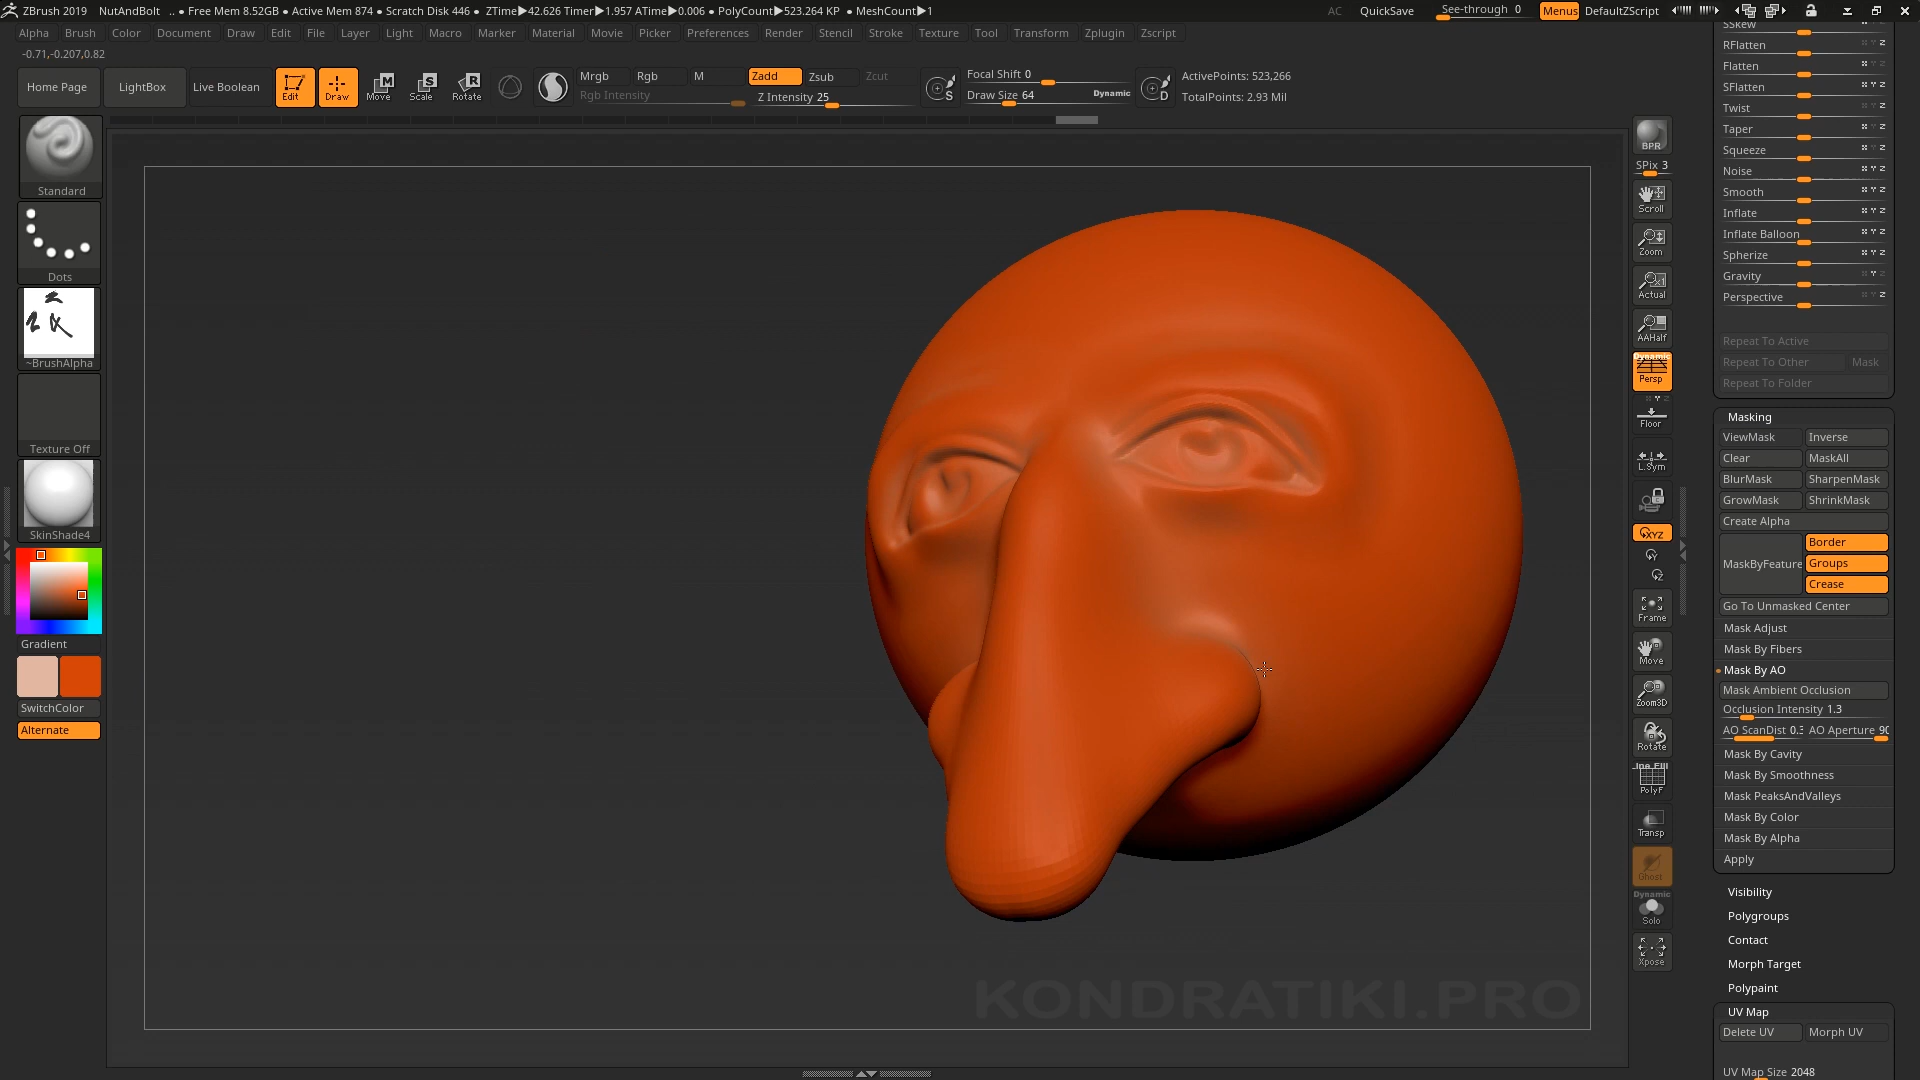 ZBrush 2019 NutAndBolt .. • Free Mem 8.52GB • Active Mem 874 • Scratch Disk 446 • ZTime▶42.626 Timer▶1.957 ATime▶0.006 • PolyCount▶523.264 KP • MeshCount▶1 AC QuickSave See-through 0 Menus DefaultZScript
Alpha Brush Color Document Draw Edit File Layer Light Macro Marker Material Movie Picker Preferences Render Stencil Stroke Texture Tool Transform Zplugin Zscript
-0.71,-0.207,0.82
Home Page LightBox Live Boolean Edit Draw Move Scale Rotate
Mrgb Rgb M Zadd Zsub Zcut
Rgb Intensity Z Intensity 25
Focal Shift 0
Draw Size 64 Dynamic
ActivePoints: 523,266
TotalPoints: 2.93 Mil
Standard
Dots
~BrushAlpha
Texture Off
SkinShade4
Gradient
SwitchColor
Alternate
KONDRATIKI.PRO
BPR
SPix 3
Scroll
Zoom
Actual
AAHalf
Dynamic
Persp
Floor
L.Sym
XYZ
Y
Z
Frame
Move
Zoom3D
Rotate
Line Fill
PolyF
Transp
Ghost
Dynamic
Solo
Xpose
SSkew
RFlatten
Flatten
SFlatten
Twist
Taper
Squeeze
Noise
Smooth
Inflate
Inflate Balloon
Spherize
Gravity
Perspective
Repeat To Active
Repeat To Other Mask
Repeat To Folder
Masking
ViewMask Inverse
Clear MaskAll
BlurMask SharpenMask
GrowMask ShrinkMask
Create Alpha
MaskByFeature Border
Groups
Crease
Go To Unmasked Center
Mask Adjust
Mask By Fibers
Mask By AO
Mask Ambient Occlusion
Occlusion Intensity 1.3
AO ScanDist 0.3 AO Aperture 90
Mask By Cavity
Mask By Smoothness
Mask PeaksAndValleys
Mask By Color
Mask By Alpha
Apply
Visibility
Polygroups
Contact
Morph Target
Polypaint
UV Map
Delete UV Morph UV
UV Map Size 2048